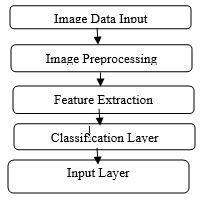 Image Data Input
Image Preprocessing
Feature Extraction
Classification Layer
Input Layer